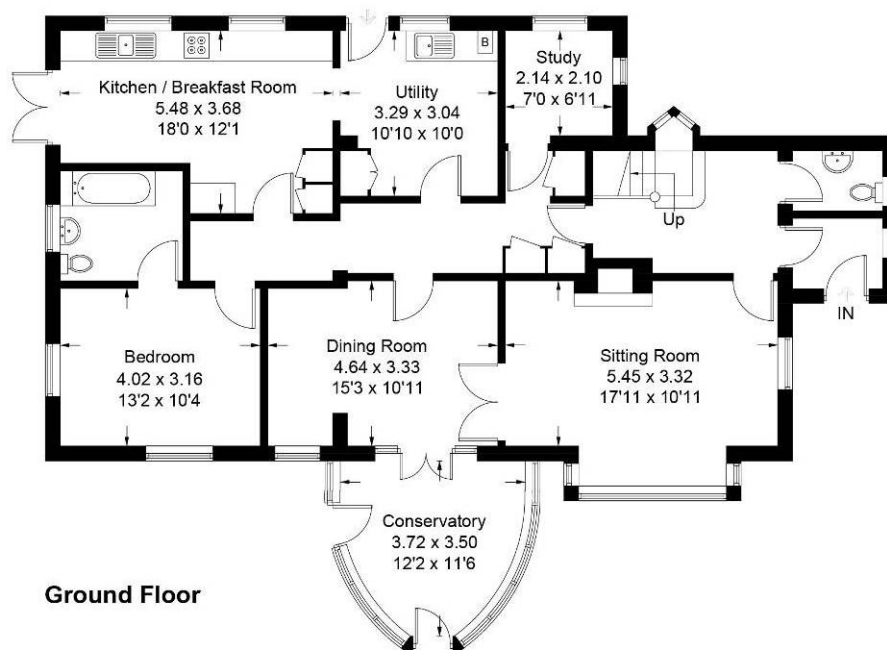 B
Kitchen / Breakfast Room
5.48 x 3.68
18'0 x 12'1
Utility
3.29 x 3.04
10'10 x 10'0
Study
2.14 x 2.10
7'0 x 6'11
Up
IN
Bedroom
4.02 x 3.16
13'2 x 10'4
Dining Room
4.64 x 3.33
15'3 x 10'11
Sitting Room
5.45 x 3.32
17'11 x 10'11
Conservatory
3.72 x 3.50
12'2 x 11'6
Ground Floor